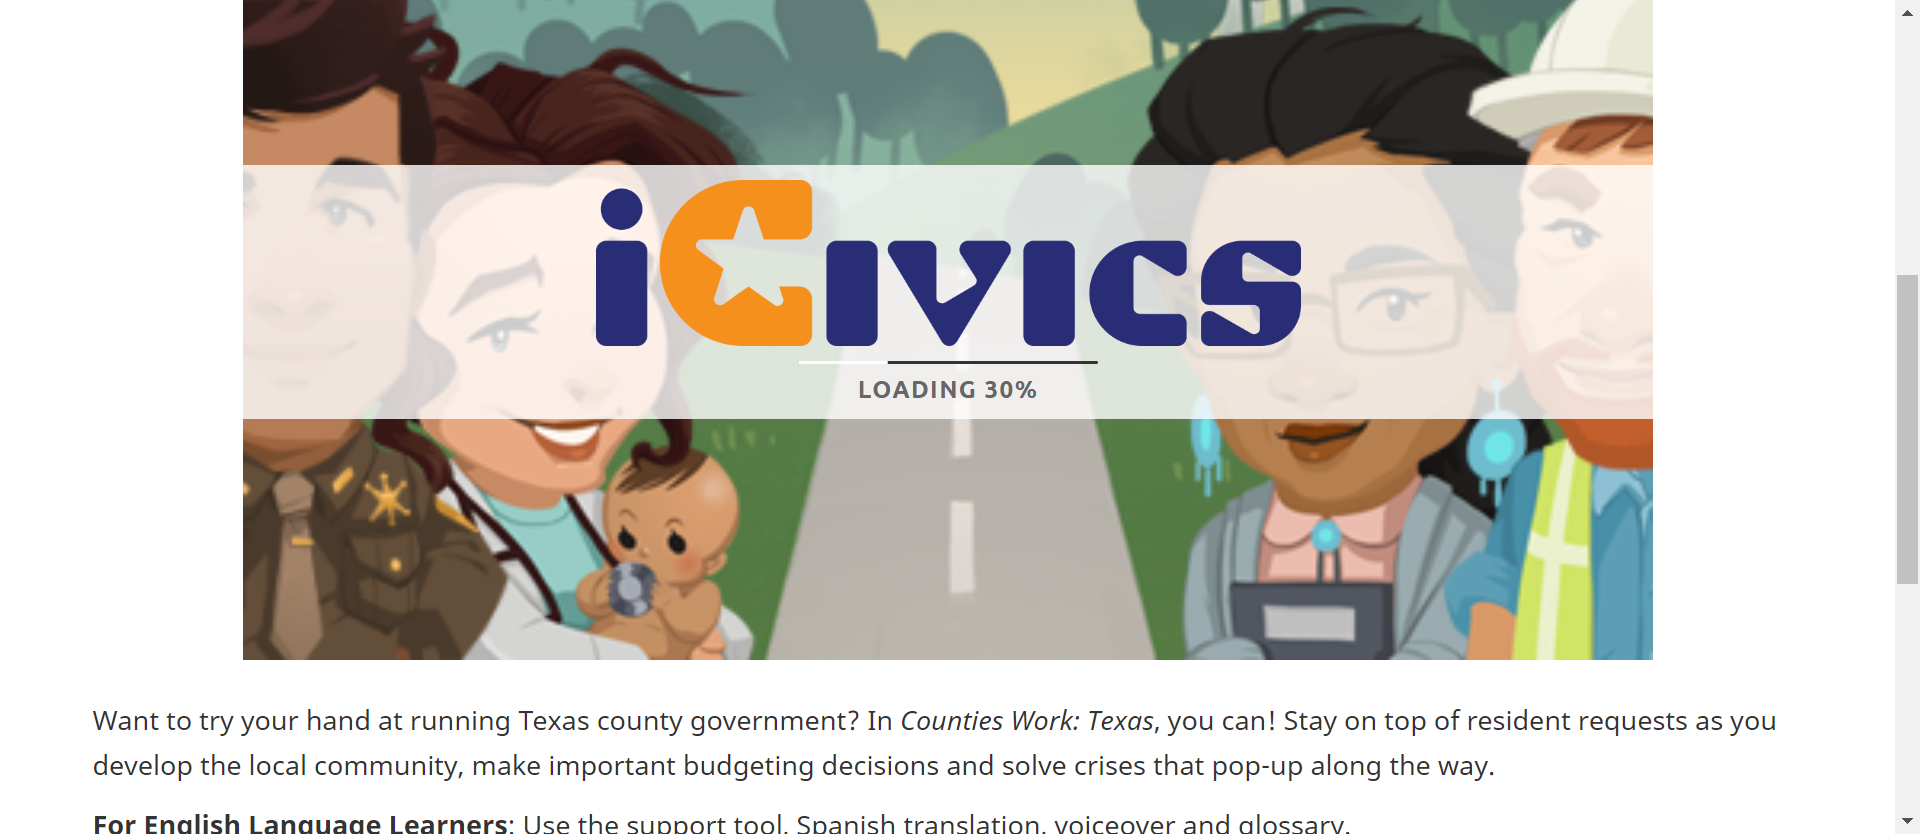 iCivics
LOADING 30%
Want to try your hand at running Texas county government? In Counties Work: Texas, you can! Stay on top of resident requests as you
develop the local community, make important budgeting decisions and solve crises that pop-up along the way.
For English Language Learners: Use the support tool, Spanish translation, voiceover and glossary.